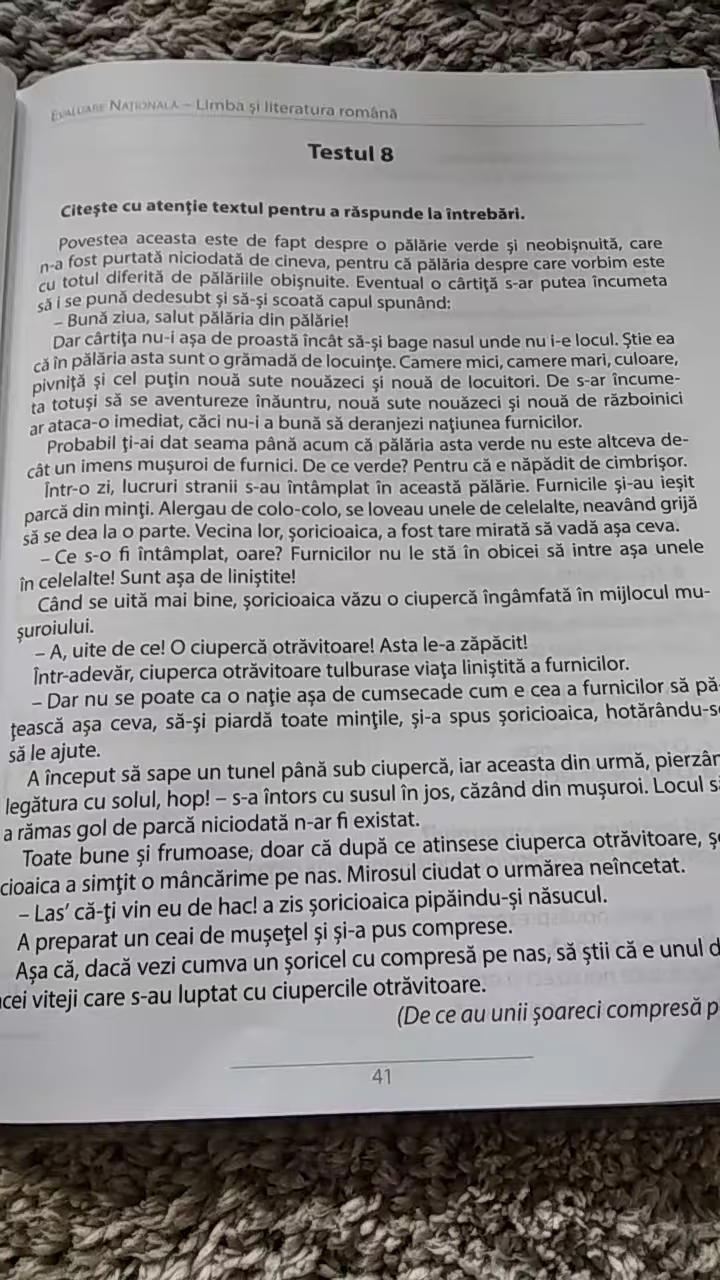 EVALUARE NAȚIONALĂ – Limba și literatura română
Testul 8
Citește cu atenție textul pentru a răspunde la întrebări.
Povestea aceasta este de fapt despre o pălărie verde și neobișnuită, care
n-a fost purtată niciodată de cineva, pentru că pălăria despre care vorbim este
cu totul diferită de pălăriile obișnuite. Eventual o cârtiță s-ar putea încumeta
să i se pună dedesubt și să-și scoată capul spunând:
– Bună ziua, salut pălăria din pălărie!
Dar cârtița nu-i așa de proastă încât să-și bage nasul unde nu i-e locul. Știe ea
că în pălăria asta sunt o grămadă de locuințe. Camere mici, camere mari, culoare,
pivniță și cel puțin nouă sute nouăzeci și nouă de locuitori. De s-ar încume-
ta totuși să se aventureze înăuntru, nouă sute nouăzeci și nouă de războinici
ar ataca-o imediat, căci nu-i a bună să deranjezi națiunea furnicilor.
Probabil ți-ai dat seama până acum că pălăria asta verde nu este altceva de-
cât un imens mușuroi de furnici. De ce verde? Pentru că e năpădit de cimbrișor.
Într-o zi, lucruri stranii s-au întâmplat în această pălărie. Furnicile și-au ieșit
parcă din minți. Alergau de colo-colo, se loveau unele de celelalte, neavând grijă
să se dea la o parte. Vecina lor, șoricioaica, a fost tare mirată să vadă așa ceva.
– Ce s-o fi întâmplat, oare? Furnicilor nu le stă în obicei să intre așa unele
în celelalte! Sunt așa de liniștite!
Când se uită mai bine, șoricioaica văzu o ciupercă îngâmfată în mijlocul mu-
șuroiului.
– A, uite de ce! O ciupercă otrăvitoare! Asta le-a zăpăcit!
Într-adevăr, ciuperca otrăvitoare tulburase viața liniștită a furnicilor.
– Dar nu se poate ca o nație așa de cumsecade cum e cea a furnicilor să pă-
țească așa ceva, să-și piardă toate mințile, și-a spus șoricioaica, hotărându-s
să le ajute.
A început să sape un tunel până sub ciupercă, iar aceasta din urmă, pierzân
legătura cu solul, hop! – s-a întors cu susul în jos, căzând din mușuroi. Locul s
a rămas gol de parcă niciodată n-ar fi existat.
Toate bune și frumoase, doar că după ce atinsese ciuperca otrăvitoare, ș
cioaica a simțit o mâncărime pe nas. Mirosul ciudat o urmărea neîncetat.
– Las' că-ți vin eu de hac! a zis șoricioaica pipăindu-și năsucul.
A preparat un ceai de mușețel și și-a pus comprese.
Așa că, dacă vezi cumva un șoricel cu compresă pe nas, să știi că e unul d
acei viteji care s-au luptat cu ciupercile otrăvitoare.
(De ce au unii șoareci compresă p
41